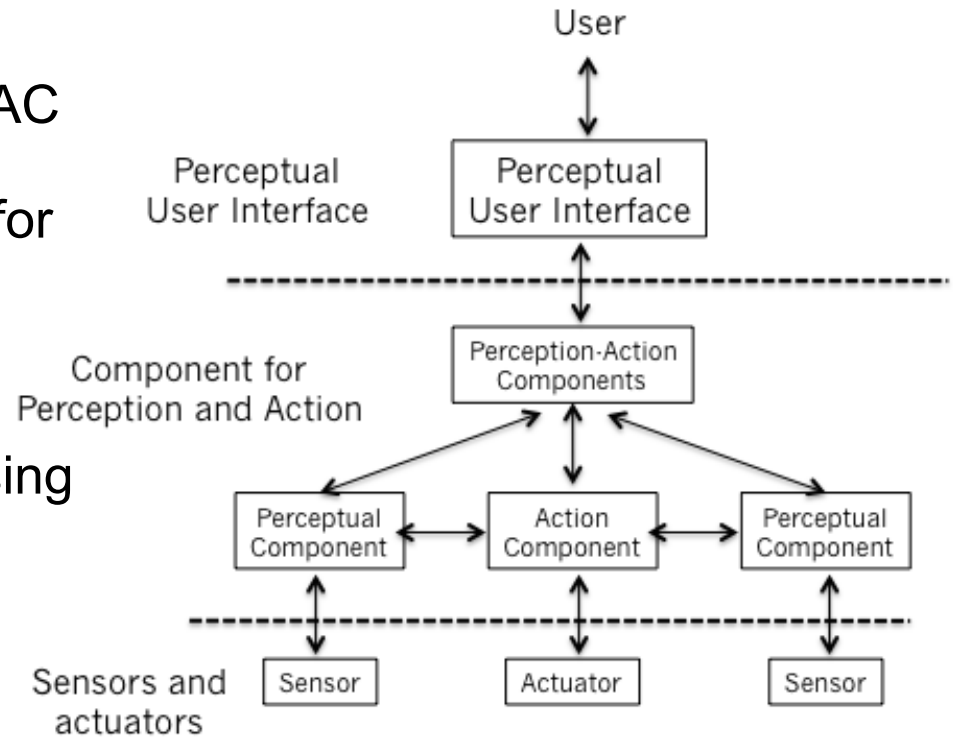 User
AC
Perceptual
User Interface
Perceptual
User Interface
for
Component for
Perception and Action
Perception-Action
Components
sing
Perceptual
Component
Action
Component
Perceptual
Component
Sensors and
actuators
Sensor
Actuator
Sensor